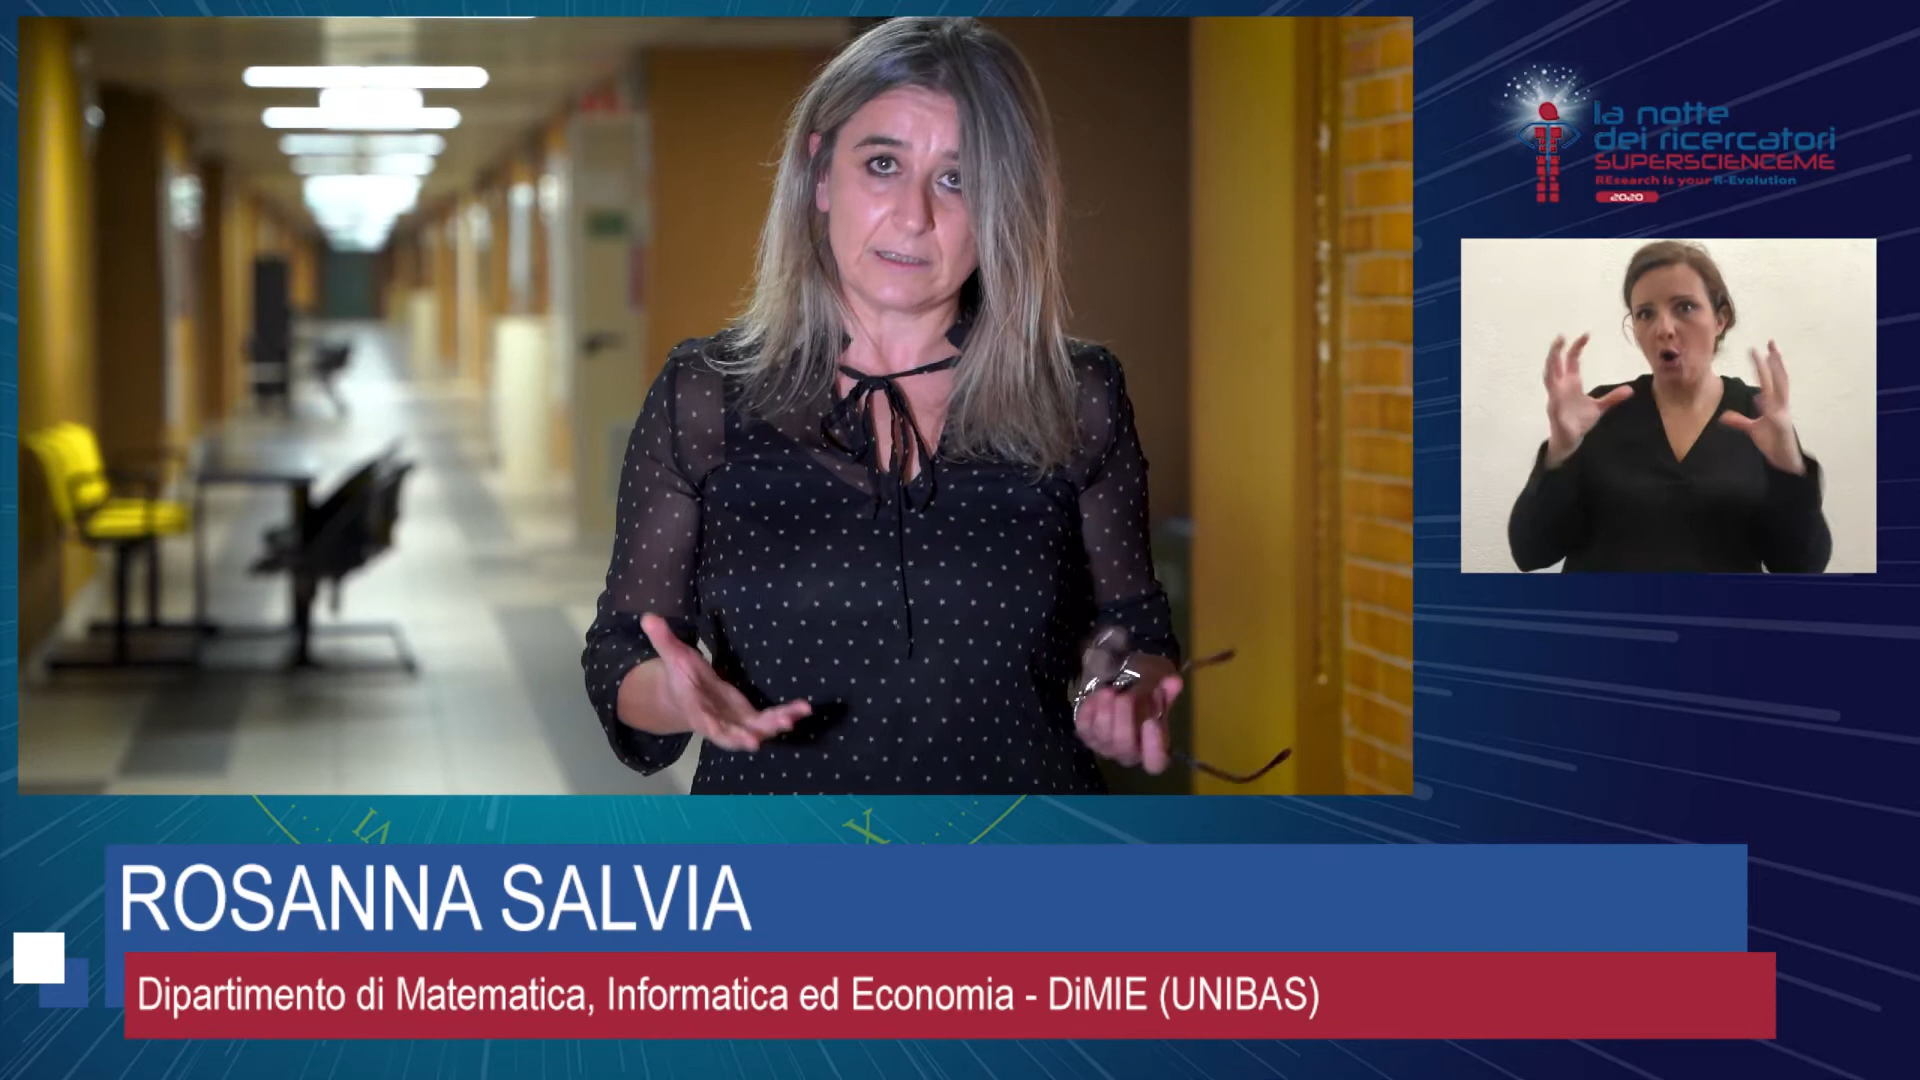 la notte
dei ricercatori
SUPERSCIENCEME
REsearch is your R-Evolution
2020
VI
X
ROSANNA SALVIA
Dipartimento di Matematica, Informatica ed Economia - DiMIE (UNIBAS)